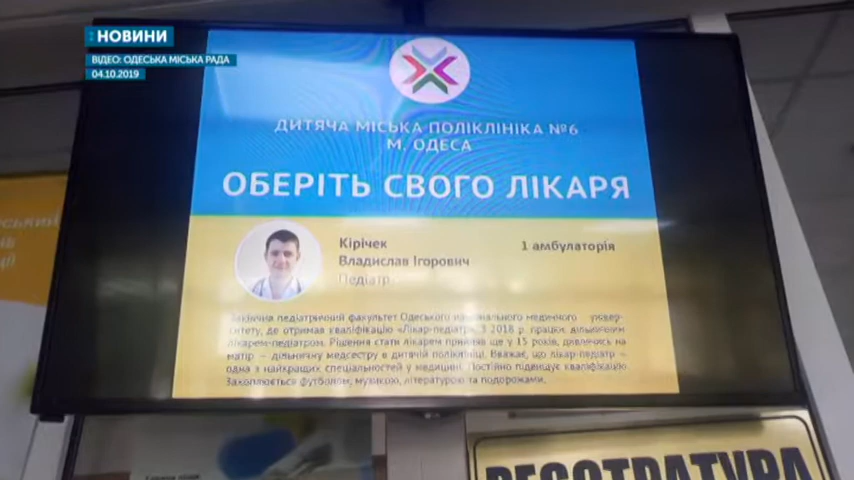 НОВИНИ
ВІДЕО: ОДЕСЬКА МІСЬКА РАДА
04.10.2019
ДИТЯЧА МІСЬКА ПОЛІКЛІНІКА №6
М. ОДЕСА
ОБЕРІТЬ СВОГО ЛІКАРЯ
Кірічек
Владислав Ігорович
Педіатр
1 амбулаторія
Закінчив педіатричний факультет Одеського національного медичного універ-
ситету, де отримав кваліфікацію «Лікар-педіатр». З 2018 р. працює дільничним
лікарем-педіатром. Рішення стати лікарем прийняв ще у 15 років, дивлячись на
матір — дільничну медсестру в дитячій поліклініці. Вважає, що лікар-педіатр —
одна з найкращих спеціальностей у медицині. Постійно підвищує кваліфікацію
Захоплюється футболом, музикою, літературою та подорожами.